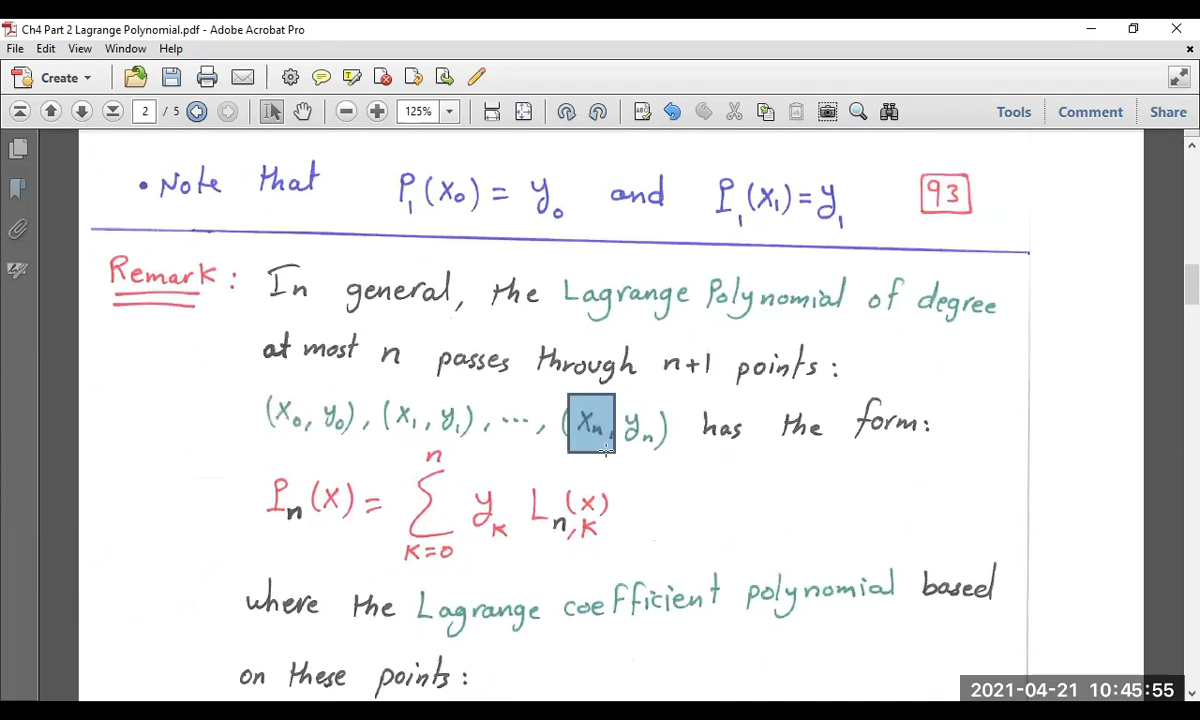 Ch4 Part 2 Lagrange Polynomial.pdf - Adobe Acrobat Pro
File Edit View Window Help
Create
2 / 5 125% Tools Comment Share
• Note that P₁(x₀) = y₀ and P₁(x₁) = y₁ 93
Remark: In general, the Lagrange Polynomial of degree
at most n passes through n+1 points:
(x₀, y₀), (x₁, y₁), ..., (xₙ, yₙ) has the form:
Pₙ(x) = Σ_{k=0}^{n} y_k L_{n,k}(x)
where the Lagrange coefficient polynomial based
on these points:
2021-04-21 10:45:55